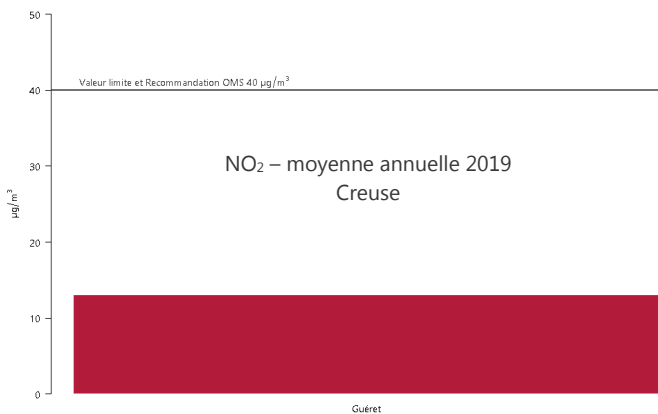 50
Valeur limite et Recommandation OMS 40 µg/m³
40
NO₂ – moyenne annuelle 2019
Creuse
30
µg/m³
20
10
0
Guéret